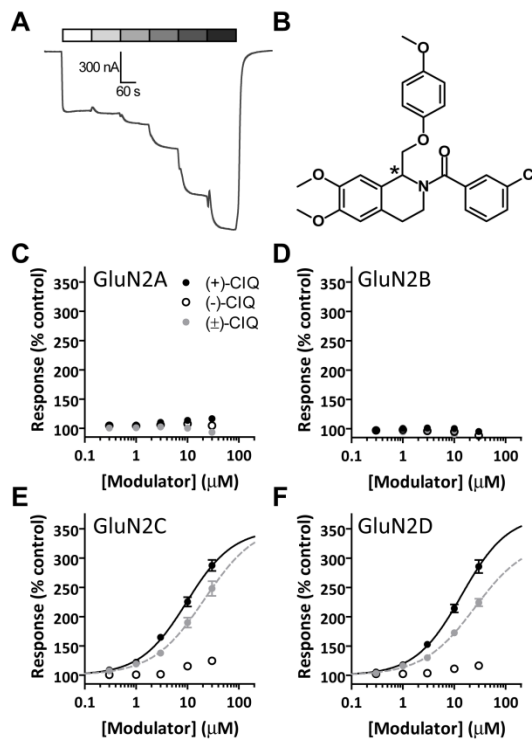 A
300 nA
60 s
B
O
O
O
O
O
N
*
C
GluN2A
(+)-CIQ
(-)-CIQ
(±)-CIQ
Response (% control)
350
300
250
200
150
100
0.1 1 10 100
[Modulator] (μM)
D
GluN2B
Response (% control)
350
300
250
200
150
100
0.1 1 10 100
[Modulator] (μM)
E
GluN2C
Response (% control)
350
300
250
200
150
100
0.1 1 10 100
[Modulator] (μM)
F
GluN2D
Response (% control)
350
300
250
200
150
100
0.1 1 10 100
[Modulator] (μM)